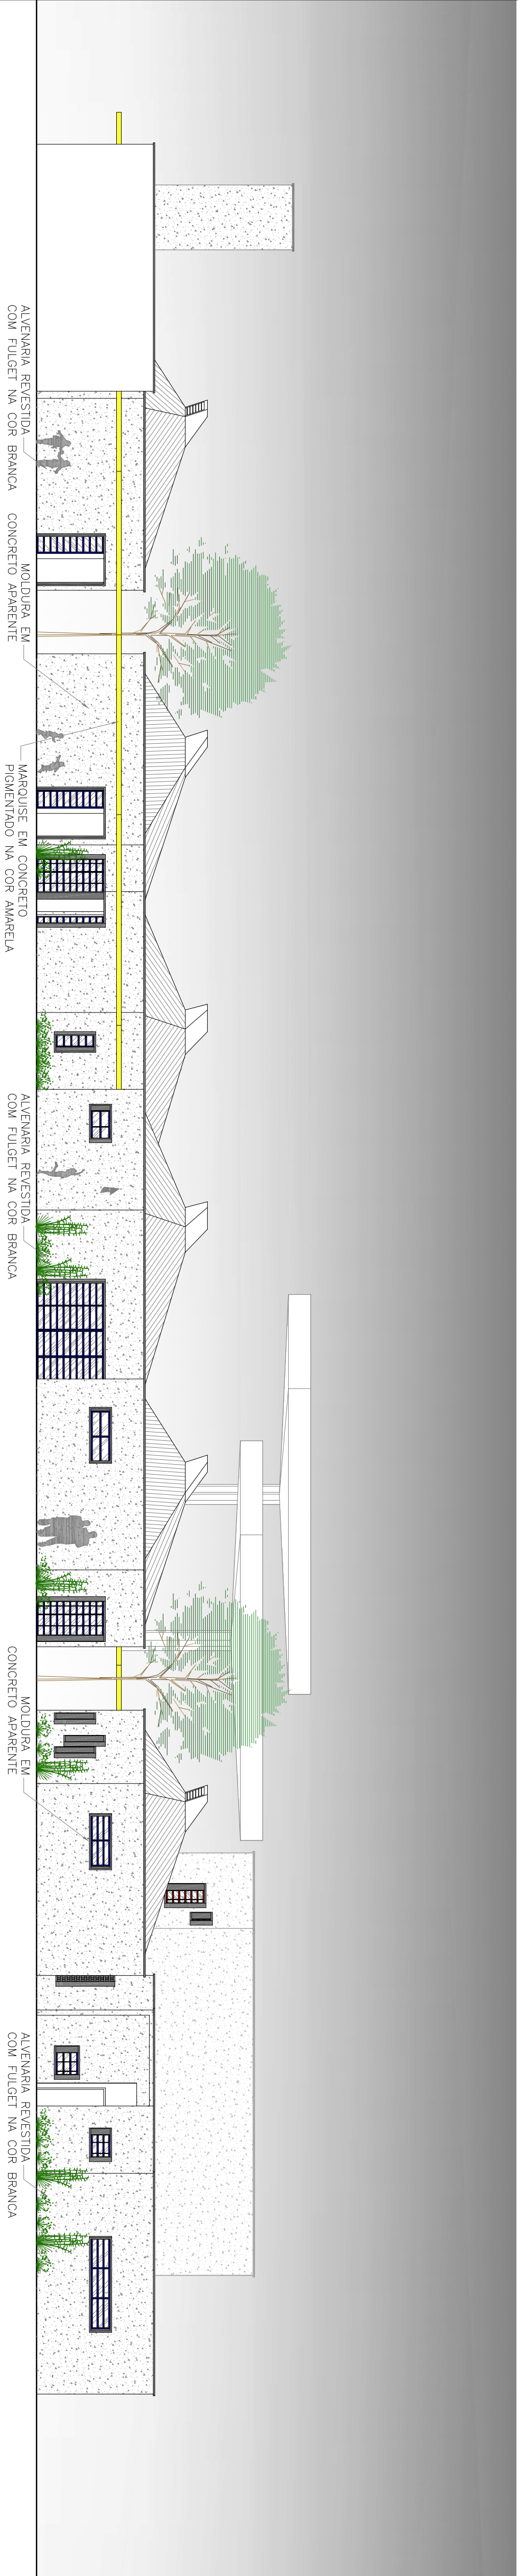 ALVENARIA REVESTIDA
COM FULGET NA COR BRANCA
MOLDURA EM
CONCRETO APARENTE
MARQUISE EM CONCRETO
PIGMENTADO NA COR AMARELA
ALVENARIA REVESTIDA
COM FULGET NA COR BRANCA
MOLDURA EM
CONCRETO APARENTE
ALVENARIA REVESTIDA
COM FULGET NA COR BRANCA